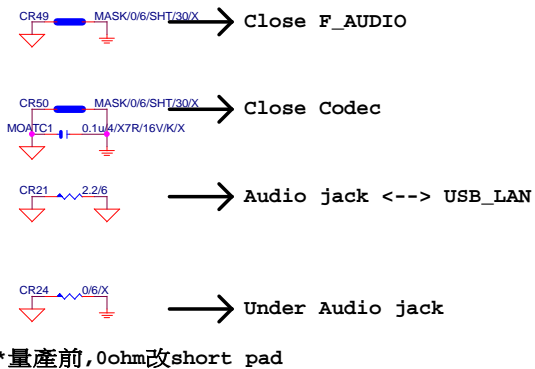 CR49 MASK/0/6/SHT/30/X Close F_AUDIO
CR50 MASK/0/6/SHT/30/X Close Codec
MOATC1 0.1u/4/X7R/16V/K/X
CR21 2.2/6 Audio jack <--> USB_LAN
CR24 0/6/X Under Audio jack
*量產前,0ohm改short pad